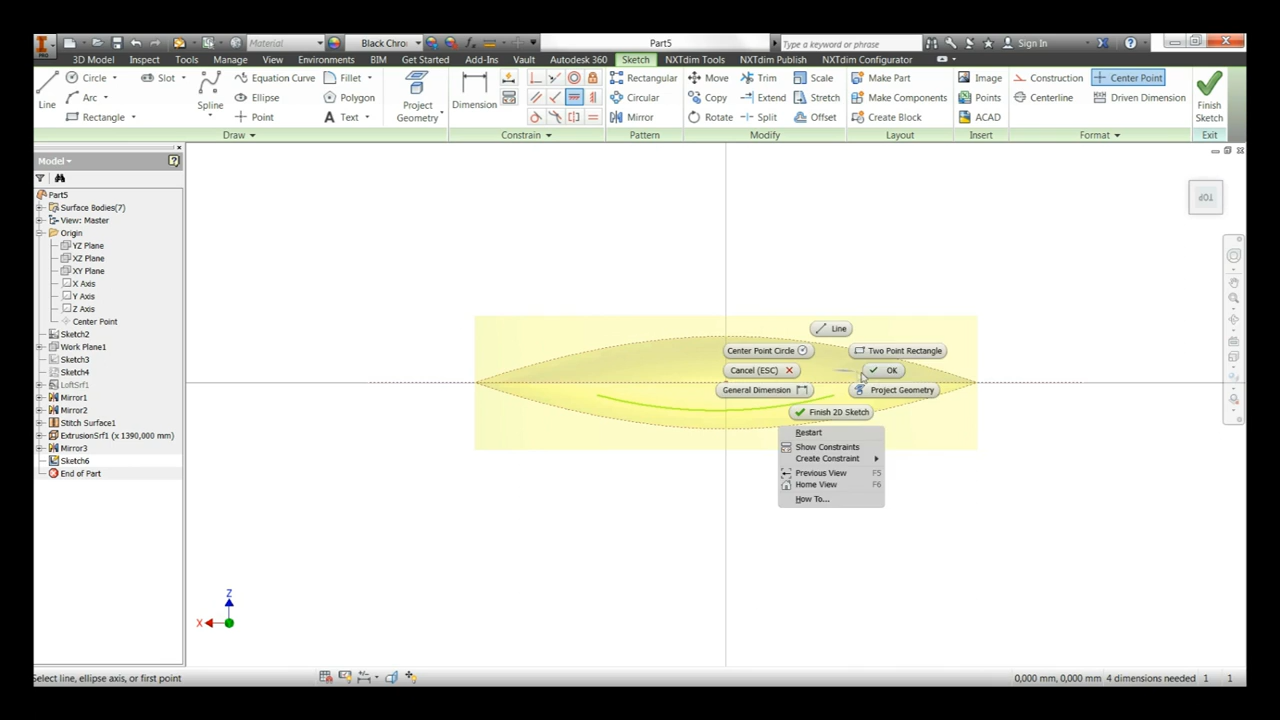 Material
Black Chro:
Part5
Type a keyword or phrase
Sign In
PRO
3D Model Inspect Tools Manage View Environments BIM Get Started Add-Ins Vault Autodesk 360 Sketch NXTdim Tools NXTdim Publish NXTdim Configurator
Line
Circle
Arc
Rectangle
Slot
Spline
Equation Curve
Ellipse
Point
Fillet
Polygon
Text
Project
Geometry
Dimension
Rectangular
Circular
Mirror
Move
Copy
Rotate
Trim
Extend
Split
Scale
Stretch
Offset
Make Part
Make Components
Create Block
Image
Points
ACAD
Construction
Centerline
Center Point
Driven Dimension
Finish
Sketch
Draw Constrain Pattern Modify Layout Insert Format Exit
Model
Part5
Surface Bodies(7)
View: Master
Origin
YZ Plane
XZ Plane
XY Plane
X Axis
Y Axis
Z Axis
Center Point
Sketch2
Work Plane1
Sketch3
Sketch4
LoftSrf1
Mirror1
Mirror2
Stitch Surface1
ExtrusionSrf1 (x 1390,000 mm)
Mirror3
Sketch6
End of Part
TOP
Line
Center Point Circle
Two Point Rectangle
Cancel (ESC)
OK
General Dimension
Project Geometry
Finish 2D Sketch
Restart
Show Constraints
Create Constraint
Previous View F5
Home View F6
How To...
Z
X
Select line, ellipse axis, or first point
0,000 mm, 0,000 mm 4 dimensions needed 1 1